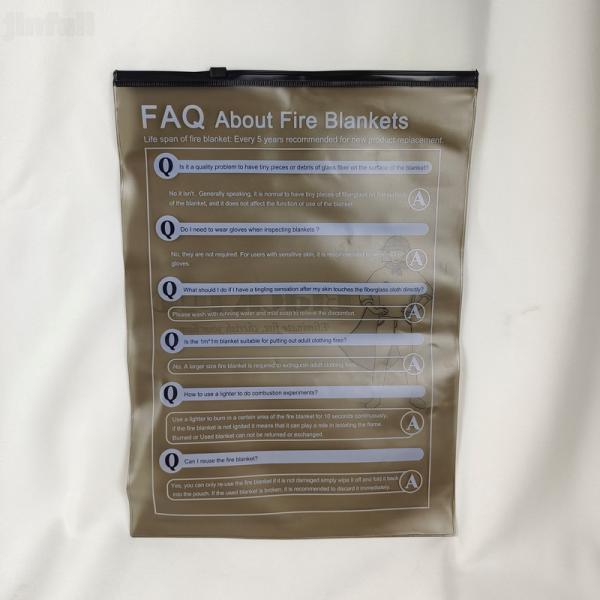 FAQ About Fire Blankets
Life span of fire blanket: Every 5 years recommended for new product replacement.
Q Is it a quality problem to have tiny pieces or debris of glass fiber on the surface of the blanket?
No it isn't. Generally speaking, it is normal to have tiny pieces of fiberglass on the surface
of the blanket, and it does not affect the function or use of the blanket.
A
Q Do I need to wear gloves when inspecting blankets ?
No, they are not required. For users with sensitive skin, it is recommended to wear
gloves.
A
Q What should I do if I have a tingling sensation after my skin touches the fiberglass cloth directly?
Please wash with running water and mild soap to relieve the discomfort.
A
Q Is the 1m*1m blanket suitable for putting out adult clothing fires?
No. A larger size fire blanket is required to extinguish adult clothing fires.
A
Q How to use a lighter to do combustion experiments?
Use a lighter to burn in a certain area of the fire blanket for 10 seconds continuously,
if the fire blanket is not ignited it means that it can play a role in isolating the flame.
Burned or Used blanket can not be returned or exchanged.
A
Q Can I reuse the fire blanket?
Yes, you can only re-use the fire blanket if it is not damaged simply wipe it off and fold it back
into the pouch. If the used blanket is broken, it is recommended to discard it immediately.
A